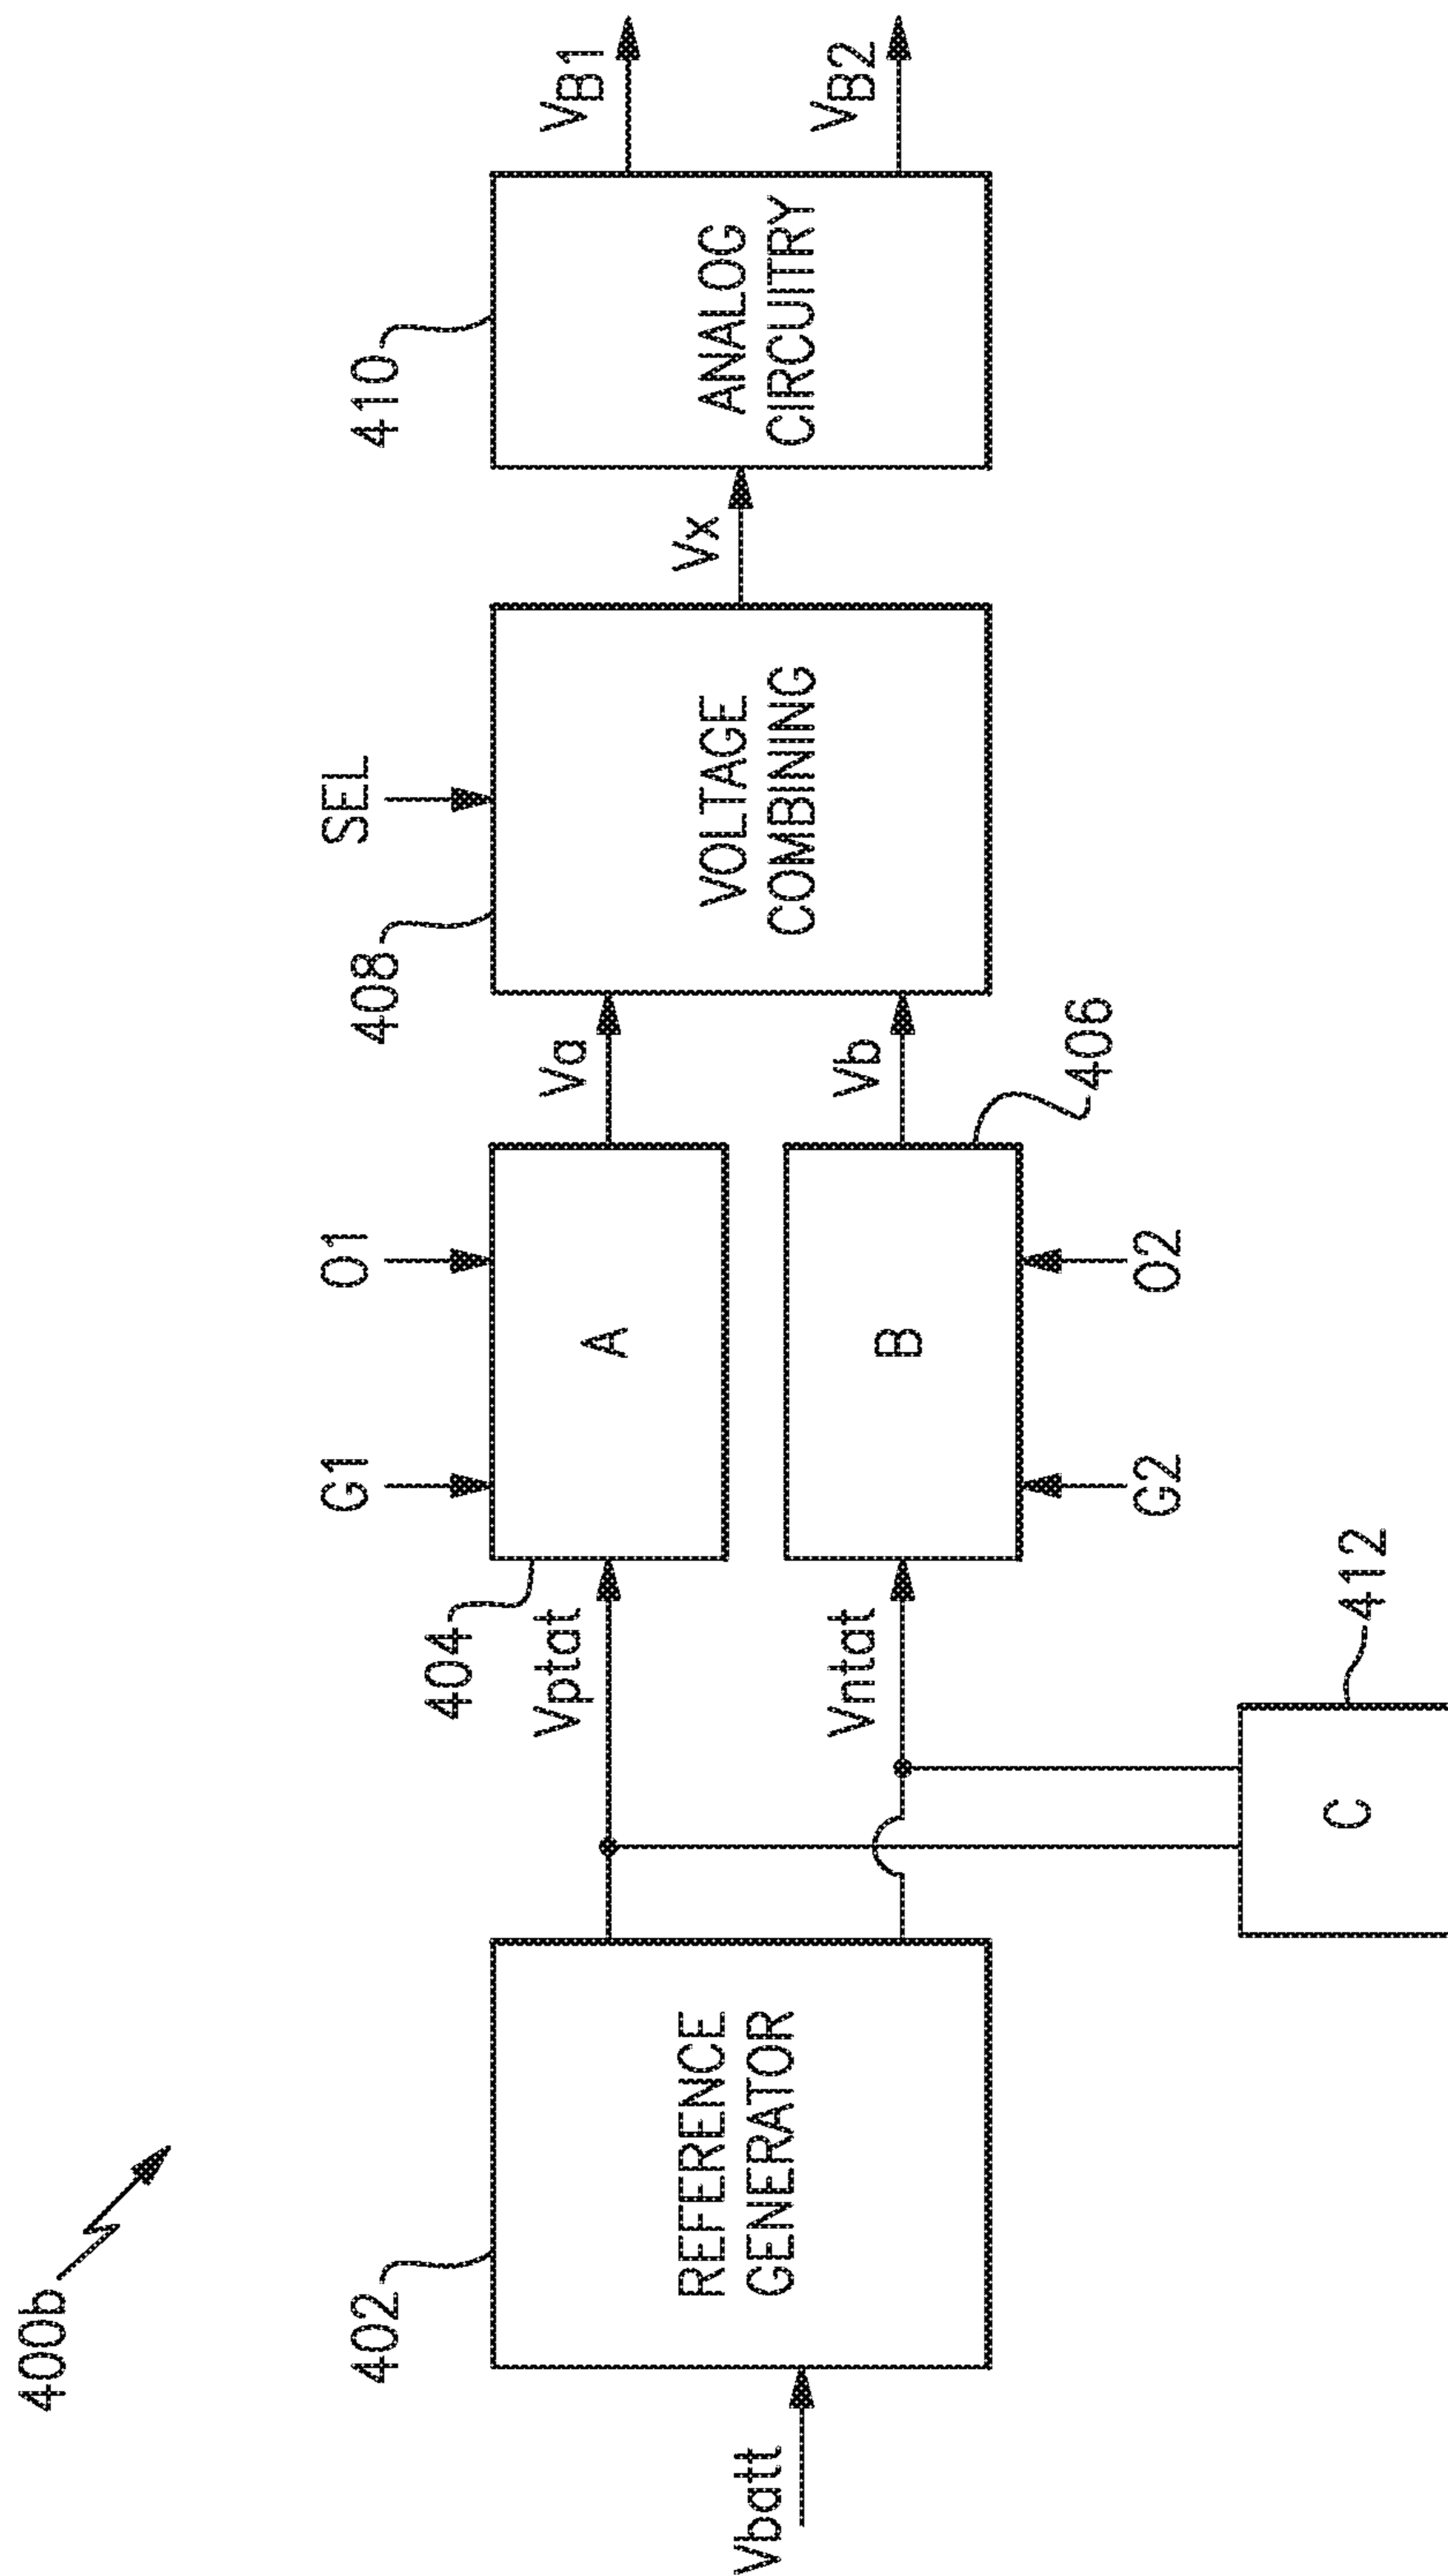 400b
Vbatt
402
REFERENCE
GENERATOR
Vptat
Vntat
C
412
404
G1
O1
A
B
G2
O2
406
Va
Vb
408
SEL
VOLTAGE
COMBINING
Vx
410
ANALOG
CIRCUITRY
VB1
VB2